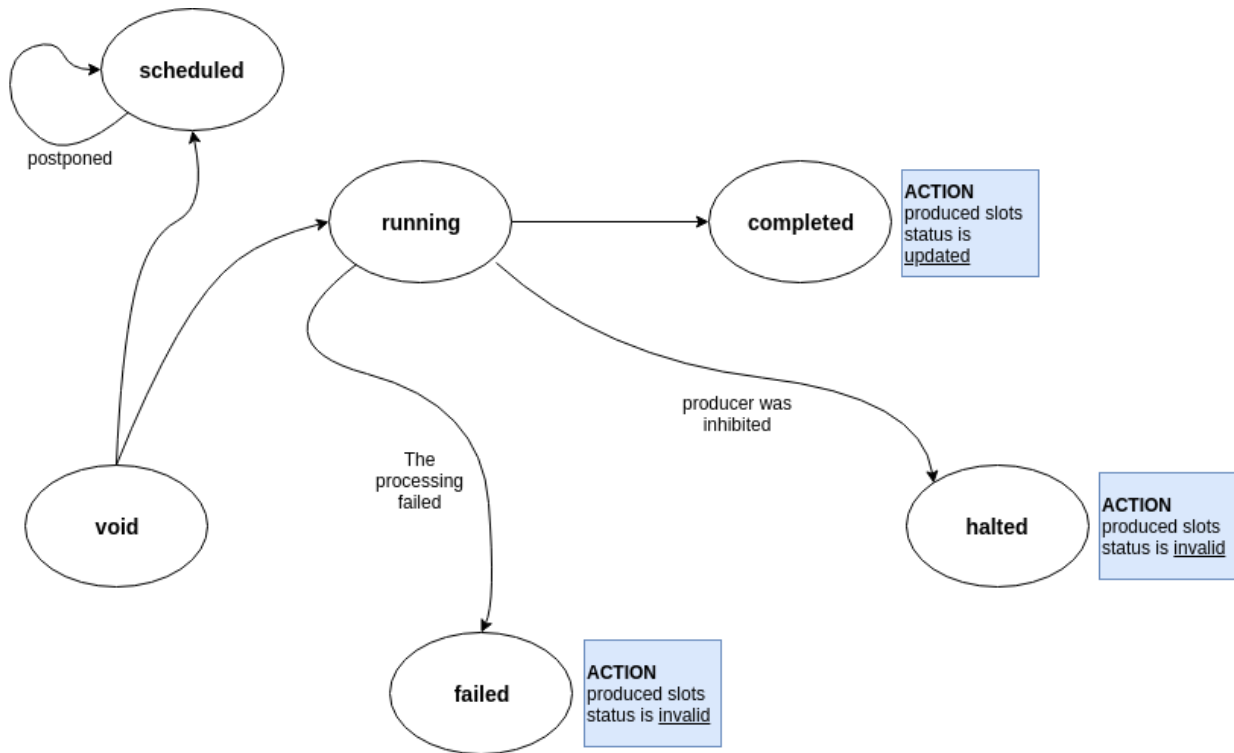 scheduled
postponed
running
completed
ACTION
produced slots
status is
updated
producer was
inhibited
The
processing
failed
void
halted
ACTION
produced slots
status is invalid
failed
ACTION
produced slots
status is invalid